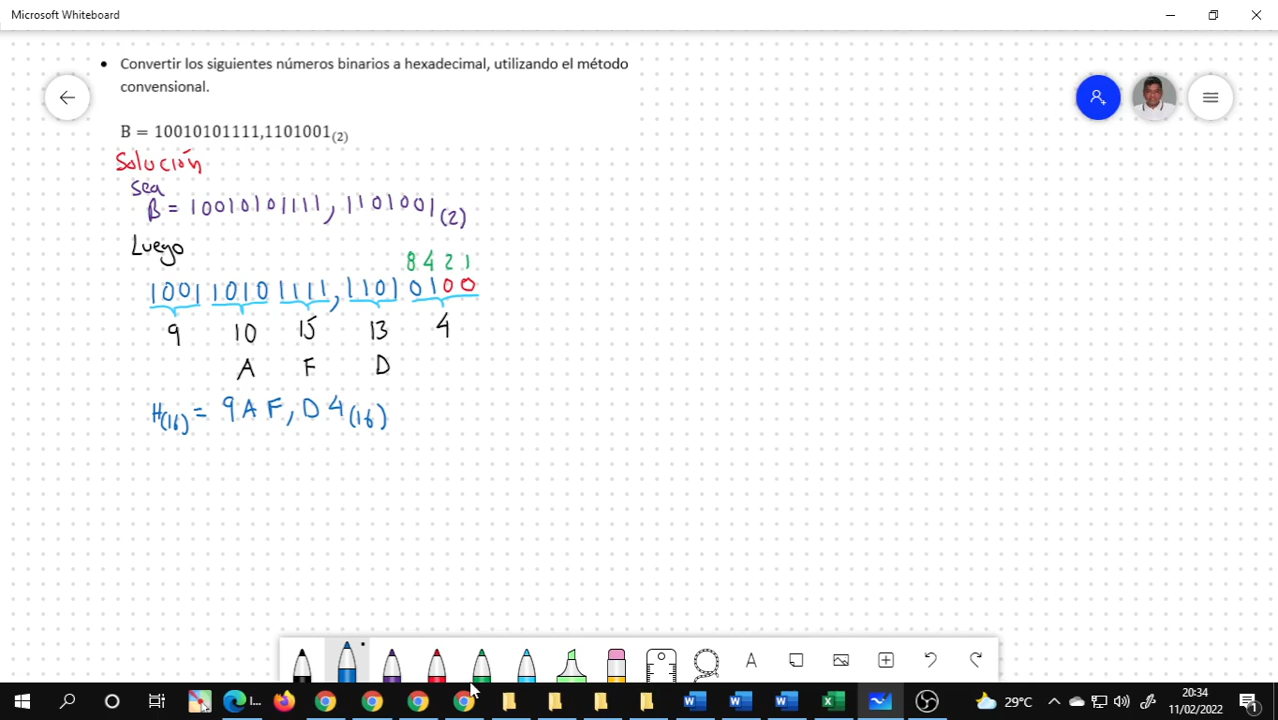 Microsoft Whiteboard
• Convertir los siguientes números binarios a hexadecimal, utilizando el método
convensional.
B = 10010101111,1101001(2)
Solución
Sea
B = 10010101111, 1101001(2)
Luego
8 4 2 1
1001 1010 1111, 1101 0100
9 10 15 13 4
A F D
H(16) = 9AF, D4(16)
A
29°C
20:34
11/02/2022